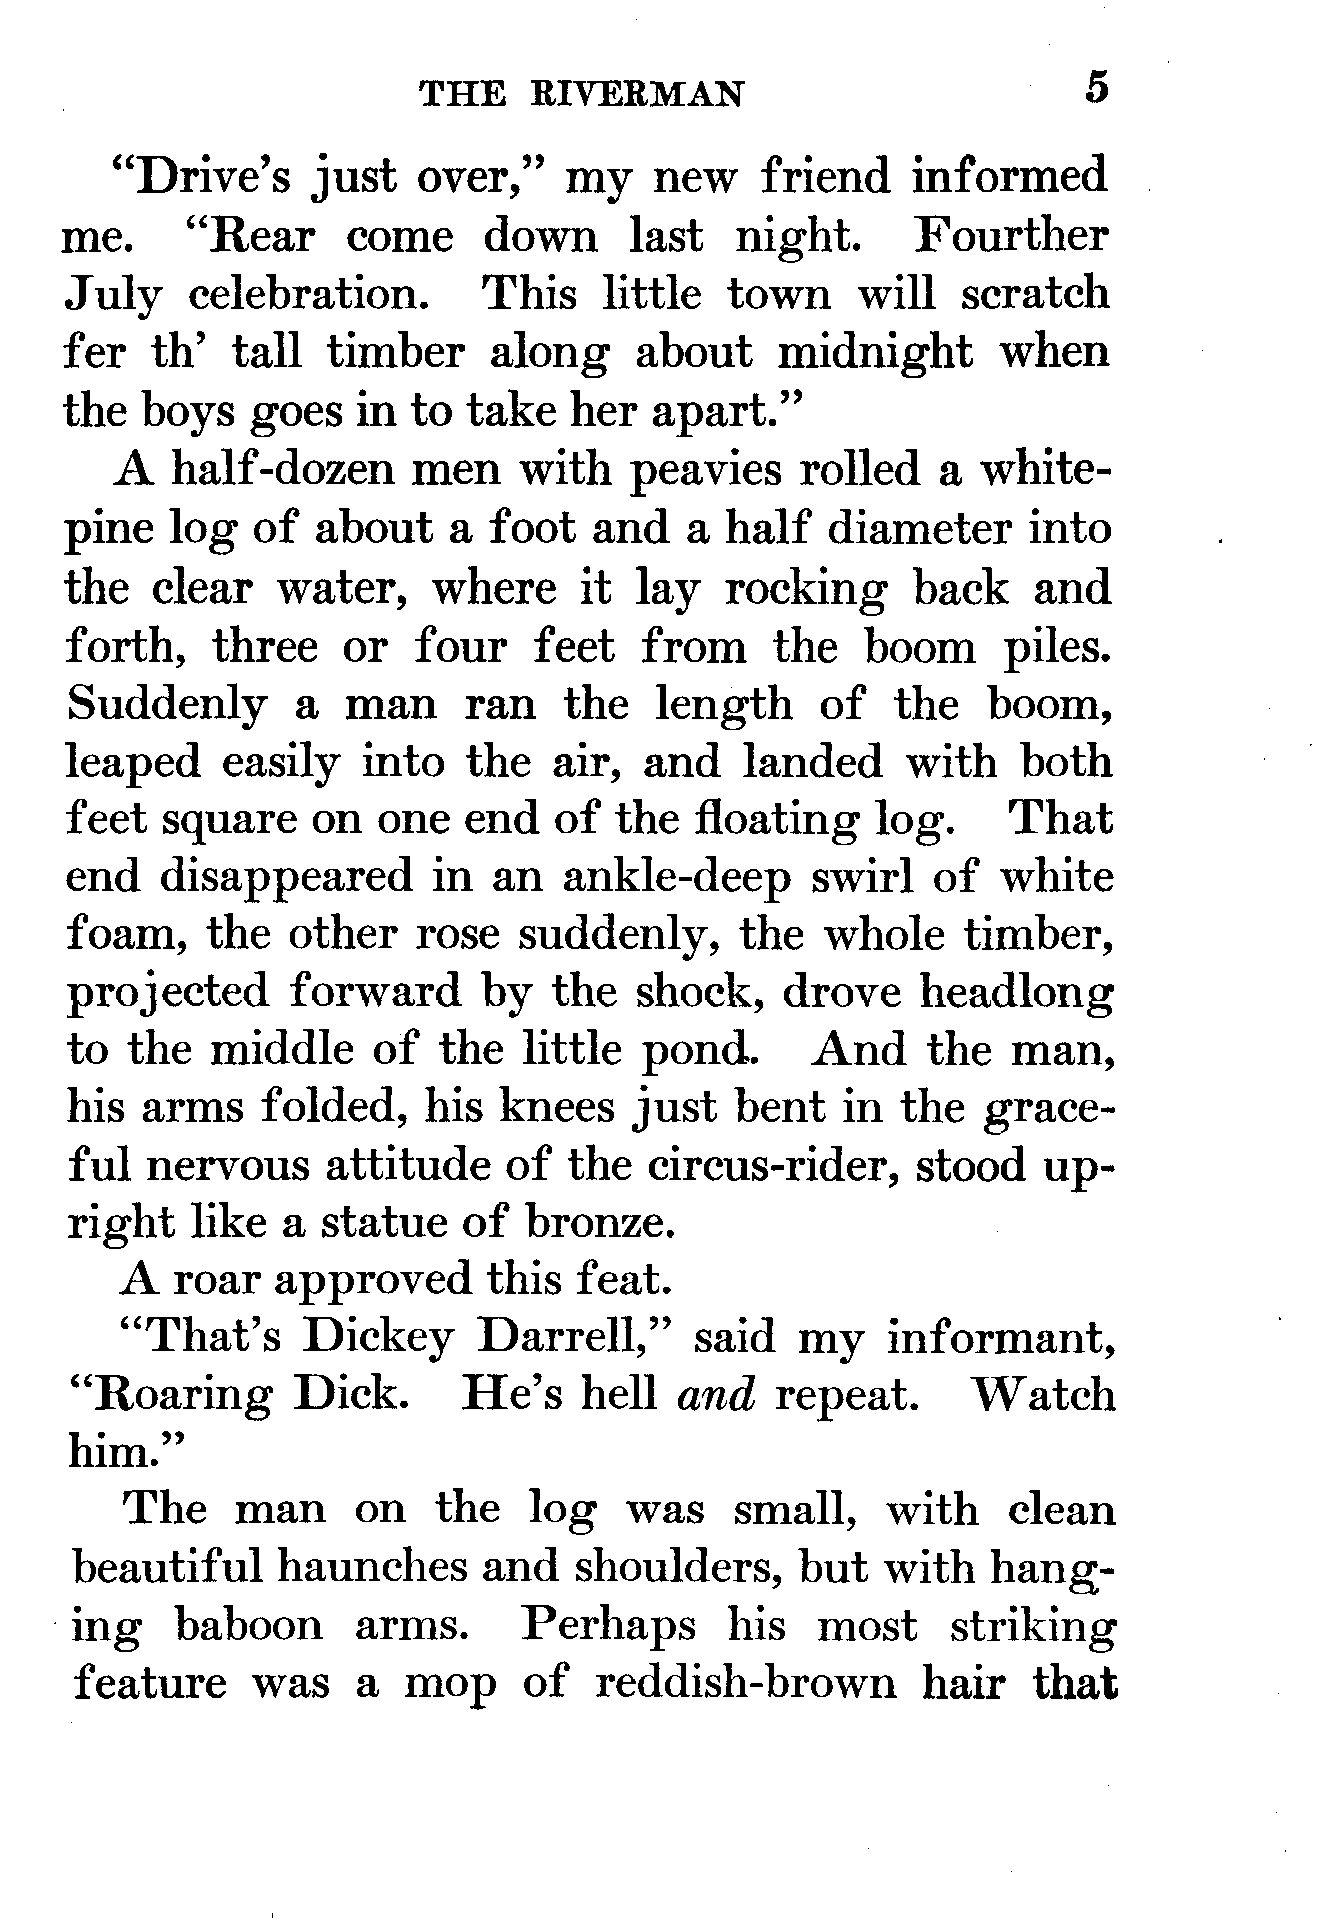 THE RIVERMAN 5
“Drive’s just over,” my new friend informed
me. “Rear come down last night. Fourther
July celebration. This little town will scratch
fer th’ tall timber along about midnight when
the boys goes in to take her apart.”
A half-dozen men with peavies rolled a white-
pine log of about a foot and a half diameter into
the clear water, where it lay rocking back and
forth, three or four feet from the boom piles.
Suddenly a man ran the length of the boom,
leaped easily into the air, and landed with both
feet square on one end of the floating log. That
end disappeared in an ankle-deep swirl of white
foam, the other rose suddenly, the whole timber,
projected forward by the shock, drove headlong
to the middle of the little pond. And the man,
his arms folded, his knees just bent in the grace-
ful nervous attitude of the circus-rider, stood up-
right like a statue of bronze.
A roar approved this feat.
“That’s Dickey Darrell,” said my informant,
“Roaring Dick. He’s hell and repeat. Watch
him.”
The man on the log was small, with clean
beautiful haunches and shoulders, but with hang-
ing baboon arms. Perhaps his most striking
feature was a mop of reddish-brown hair that